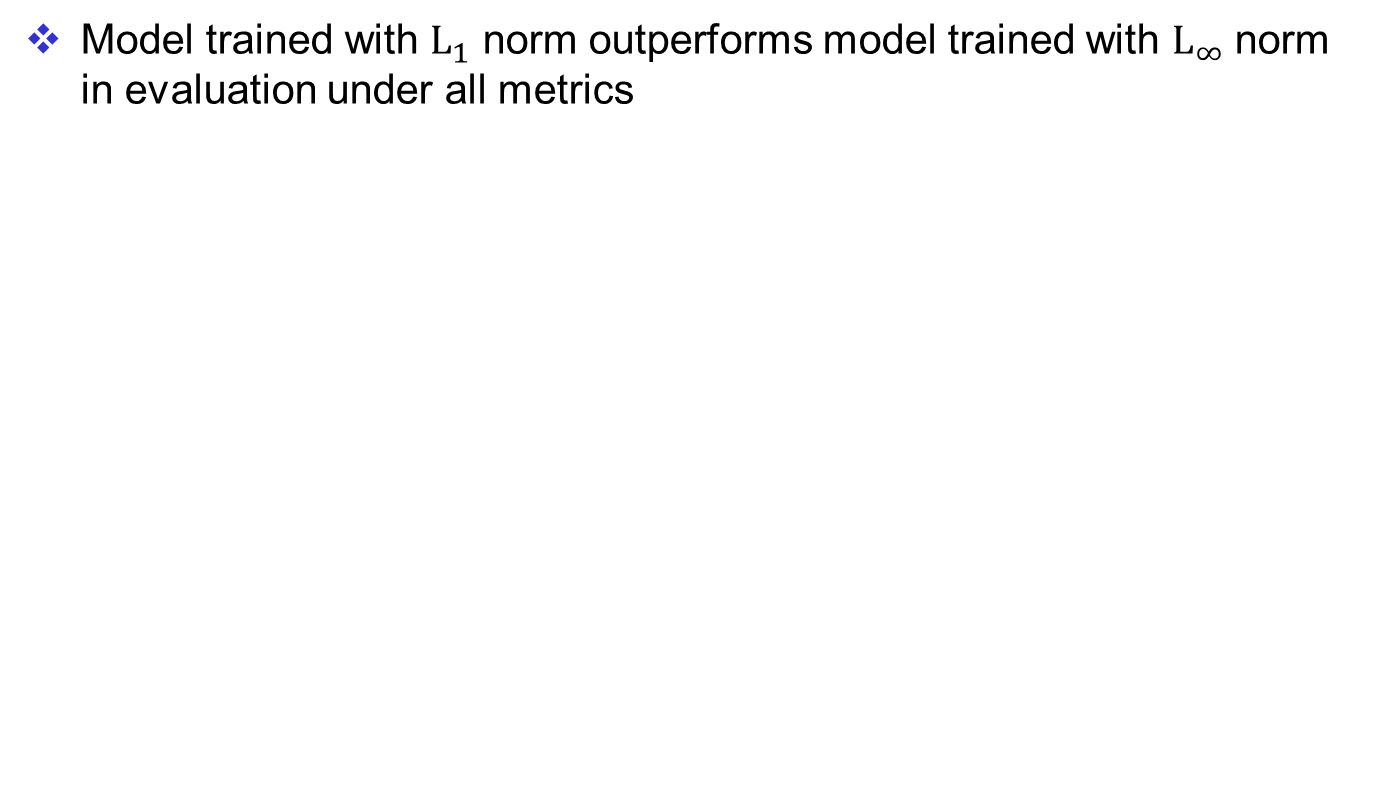 ❖ Model trained with L₁ norm outperforms model trained with L∞ norm
in evaluation under all metrics